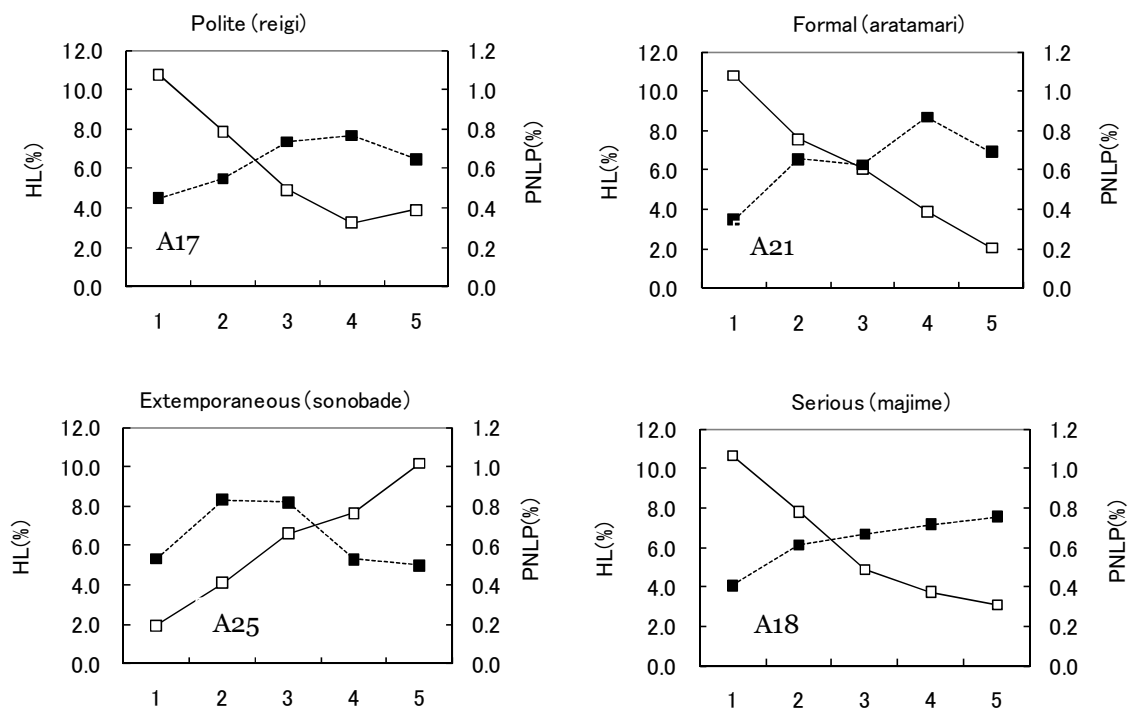 Polite (reigi)
12.0
10.0
8.0
6.0
4.0
2.0
0.0
HL(%)
1.2
1.0
0.8
0.6
0.4
0.2
0.0
PNLP(%)
A17
1 2 3 4 5
Formal (aratamari)
12.0
10.0
8.0
6.0
4.0
2.0
0.0
HL(%)
1.2
1.0
0.8
0.6
0.4
0.2
0.0
PNLP(%)
A21
1 2 3 4 5
Extemporaneous (sonobade)
12.0
10.0
8.0
6.0
4.0
2.0
0.0
HL(%)
1.2
1.0
0.8
0.6
0.4
0.2
0.0
PNLP(%)
A25
1 2 3 4 5
Serious (majime)
12.0
10.0
8.0
6.0
4.0
2.0
0.0
HL(%)
1.2
1.0
0.8
0.6
0.4
0.2
0.0
PNLP(%)
A18
1 2 3 4 5